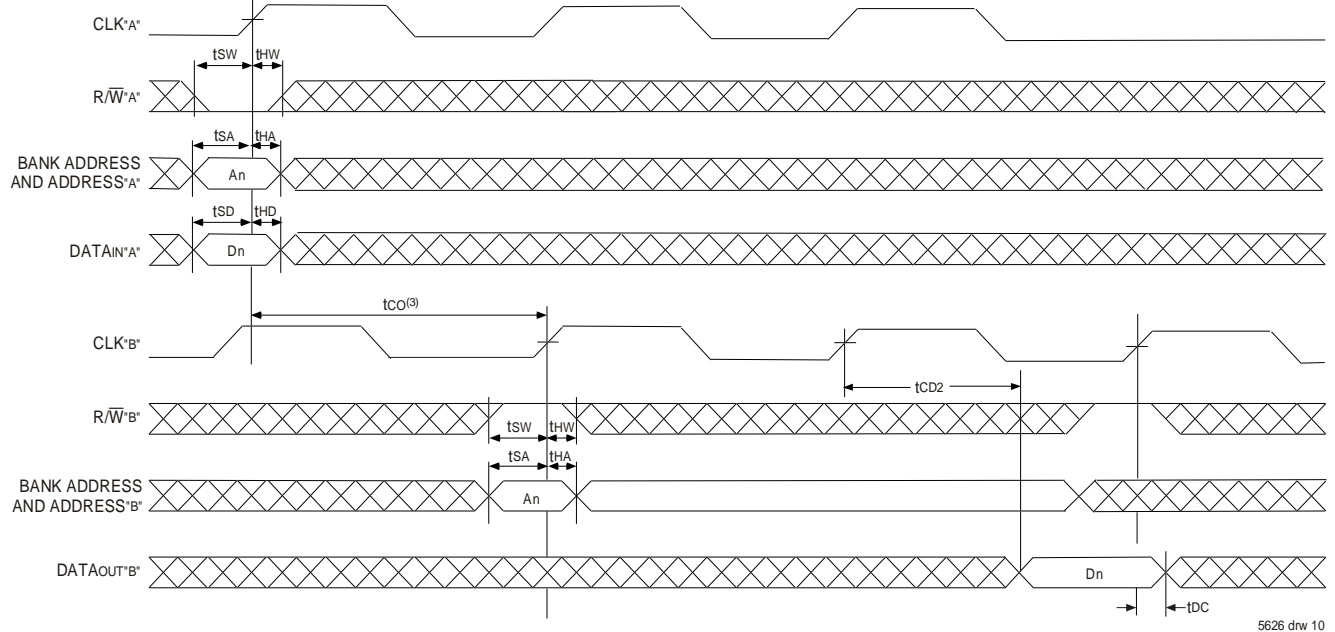 CLK"A"
tSW tHW
R/W̅"A"
tSA tHA
BANK ADDRESS
AND ADDRESS"A"
An
tSD tHD
DATAIN"A"
Dn
tCO(3)
CLK"B"
tCD2
R/W̅"B"
tSW tHW
tSA tHA
BANK ADDRESS
AND ADDRESS"B"
An
DATAOUT"B"
Dn
tDC
5626 drw 10